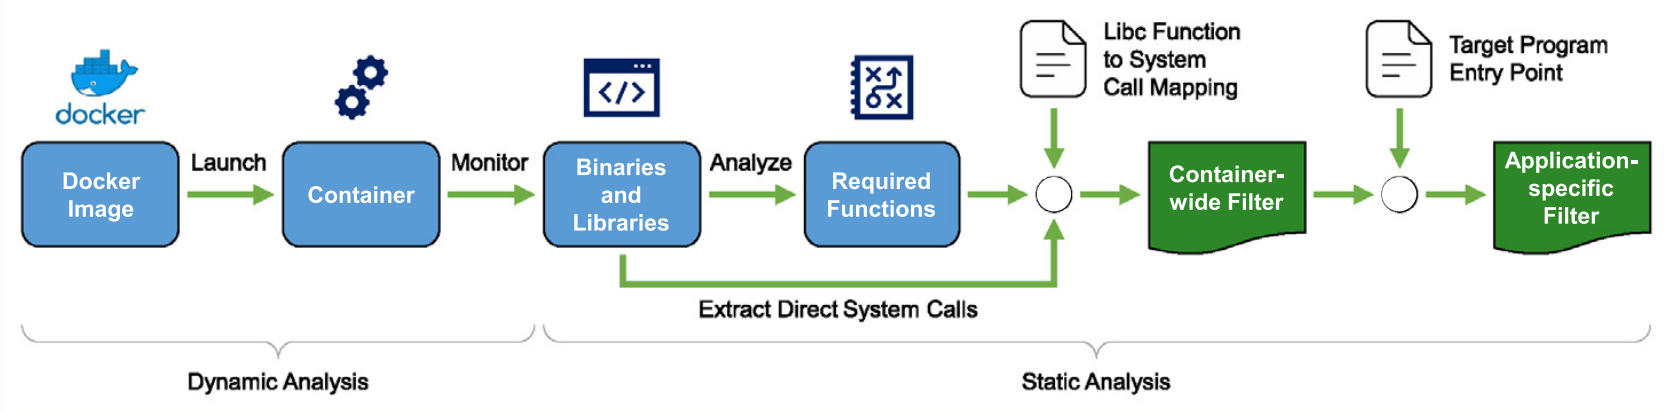 docker
Docker
Image
Launch
Container
Monitor
</>
Binaries
and
Libraries
Analyze
Required
Functions
Libc Function
to System
Call Mapping
Container-
wide Filter
Target Program
Entry Point
Application-
specific
Filter
Extract Direct System Calls
Dynamic Analysis
Static Analysis